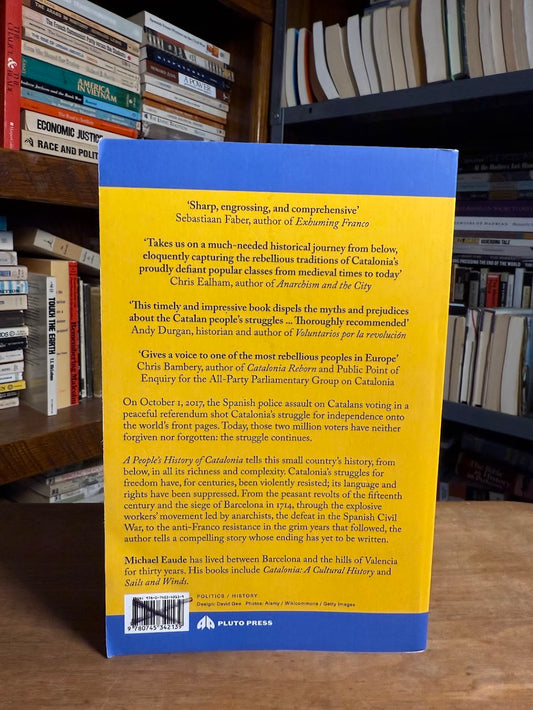 AMERICA
IN VIETNAM
ECONOMIC JUSTICE
RACE AND POLIT
TOUCH THE EARTH
'Sharp, engrossing, and comprehensive'
Sebastiaan Faber, author of Exhuming Franco
'Takes us on a much-needed historical journey from below,
eloquently capturing the rebellious traditions of Catalonia's
proudly defiant popular classes from medieval times to today'
Chris Ealham, author of Anarchism and the City
'This timely and impressive book dispels the myths and prejudices
about the Catalan people's struggles ... Thoroughly recommended'
Andy Durgan, historian and author of Voluntarios por la revolución
'Gives a voice to one of the most rebellious peoples in Europe'
Chris Bambery, author of Catalonia Reborn and Public Point of
Enquiry for the All-Party Parliamentary Group on Catalonia
On October 1, 2017, the Spanish police assault on Catalans voting in a
peaceful referendum shot Catalonia's struggle for independence onto
the world's front pages. Today, those two million voters have neither
forgiven nor forgotten: the struggle continues.
A People's History of Catalonia tells this small country's history, from
below, in all its richness and complexity. Catalonia's struggles for
freedom have, for centuries, been violently resisted; its language and
rights have been suppressed. From the peasant revolts of the fifteenth
century and the siege of Barcelona in 1714, through the explosive
workers' movement led by anarchists, the defeat in the Spanish Civil
War, to the anti-Franco resistance in the grim years that followed, the
author tells a compelling story whose ending has yet to be written.
Michael Eaude has lived between Barcelona and the hills of Valencia
for thirty years. His books include Catalonia: A Cultural History and
Sails and Winds.
POLITICS / HISTORY
Design: David Gee Photos: Alamy / Wikicommons / Getty Images
9 780745 342139
PLUTO PRESS